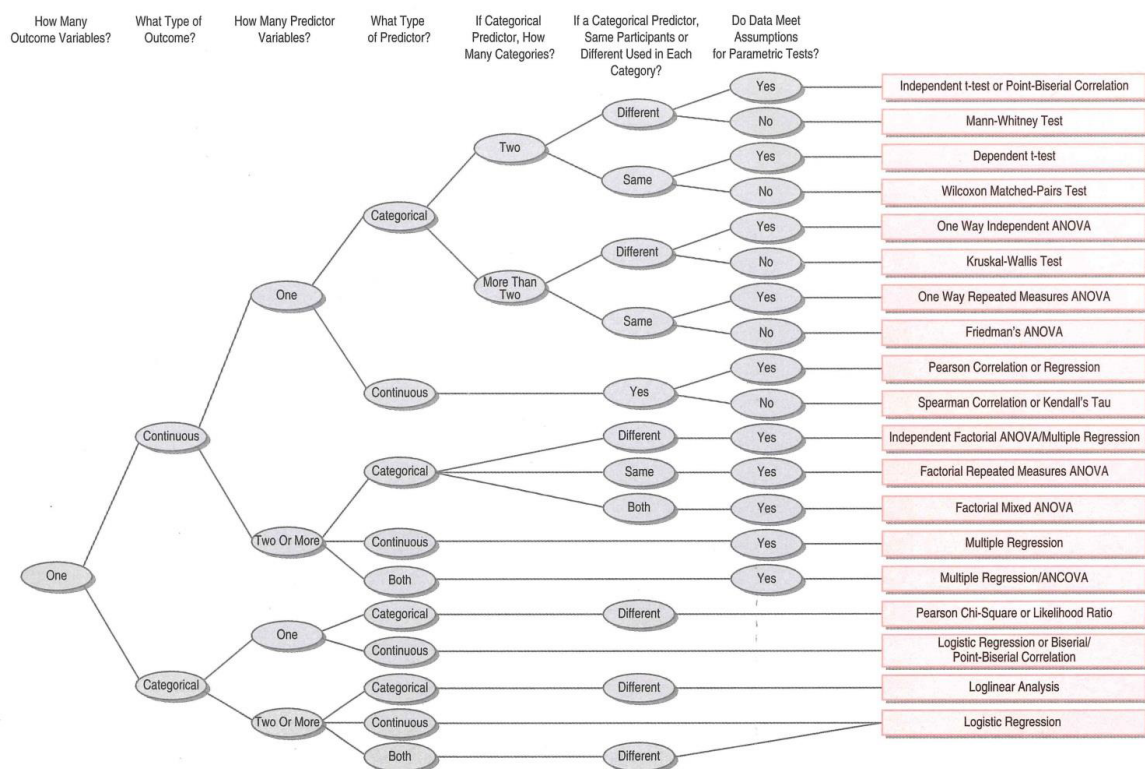 How Many
Outcome Variables?
What Type of
Outcome?
How Many Predictor
Variables?
What Type
of Predictor?
If Categorical
Predictor, How
Many Categories?
If a Categorical Predictor,
Same Participants or
Different Used in Each
Category?
Do Data Meet
Assumptions
for Parametric Tests?
Yes
Independent t-test or Point-Biserial Correlation
Different
No
Mann-Whitney Test
Two
Yes
Dependent t-test
Same
No
Wilcoxon Matched-Pairs Test
Categorical
Yes
One Way Independent ANOVA
Different
No
Kruskal-Wallis Test
One
More Than
Two
Yes
One Way Repeated Measures ANOVA
Same
No
Friedman's ANOVA
Yes
Pearson Correlation or Regression
Continuous
Yes
No
Spearman Correlation or Kendall's Tau
Continuous
Different
Yes
Independent Factorial ANOVA/Multiple Regression
Categorical
Same
Yes
Factorial Repeated Measures ANOVA
Both
Yes
Factorial Mixed ANOVA
Two Or More
Continuous
Yes
Multiple Regression
One
Both
Yes
Multiple Regression/ANCOVA
Categorical
Different
Pearson Chi-Square or Likelihood Ratio
One
Continuous
Logistic Regression or Biserial/
Point-Biserial Correlation
Categorical
Categorical
Different
Loglinear Analysis
Two Or More
Continuous
Logistic Regression
Both
Different